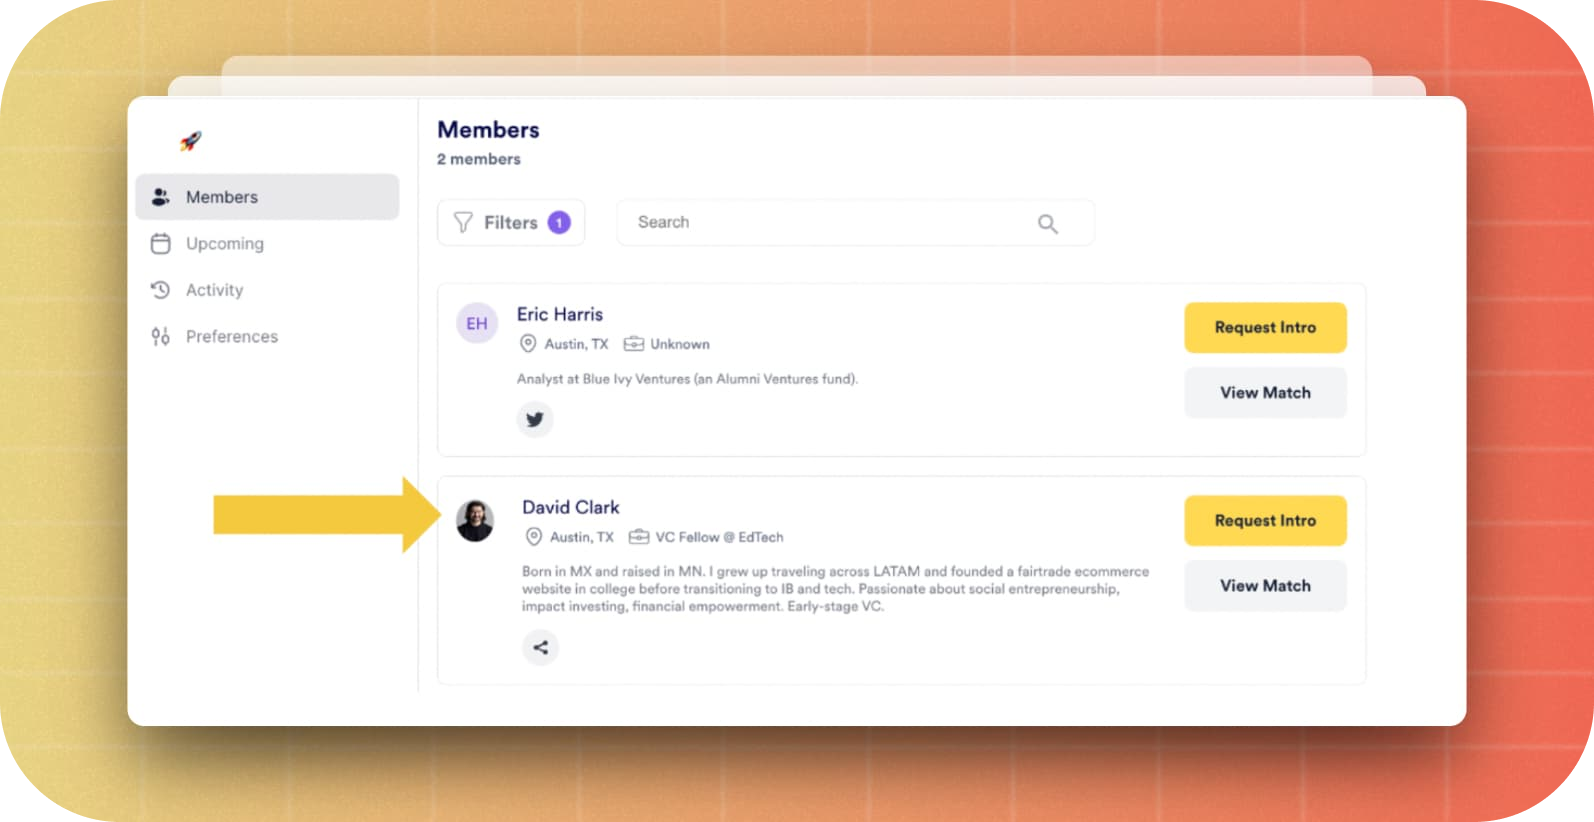 Members
Upcoming
Activity
Preferences
Members
2 members
Filters 1
Search
EH
Eric Harris
Austin, TX Unknown
Analyst at Blue Ivy Ventures (an Alumni Ventures fund).
Request Intro
View Match
David Clark
Austin, TX VC Fellow @ EdTech
Born in MX and raised in MN. I grew up traveling across LATAM and founded a fairtrade ecommerce
website in college before transitioning to IB and tech. Passionate about social entrepreneurship,
impact investing, financial empowerment. Early-stage VC.
Request Intro
View Match